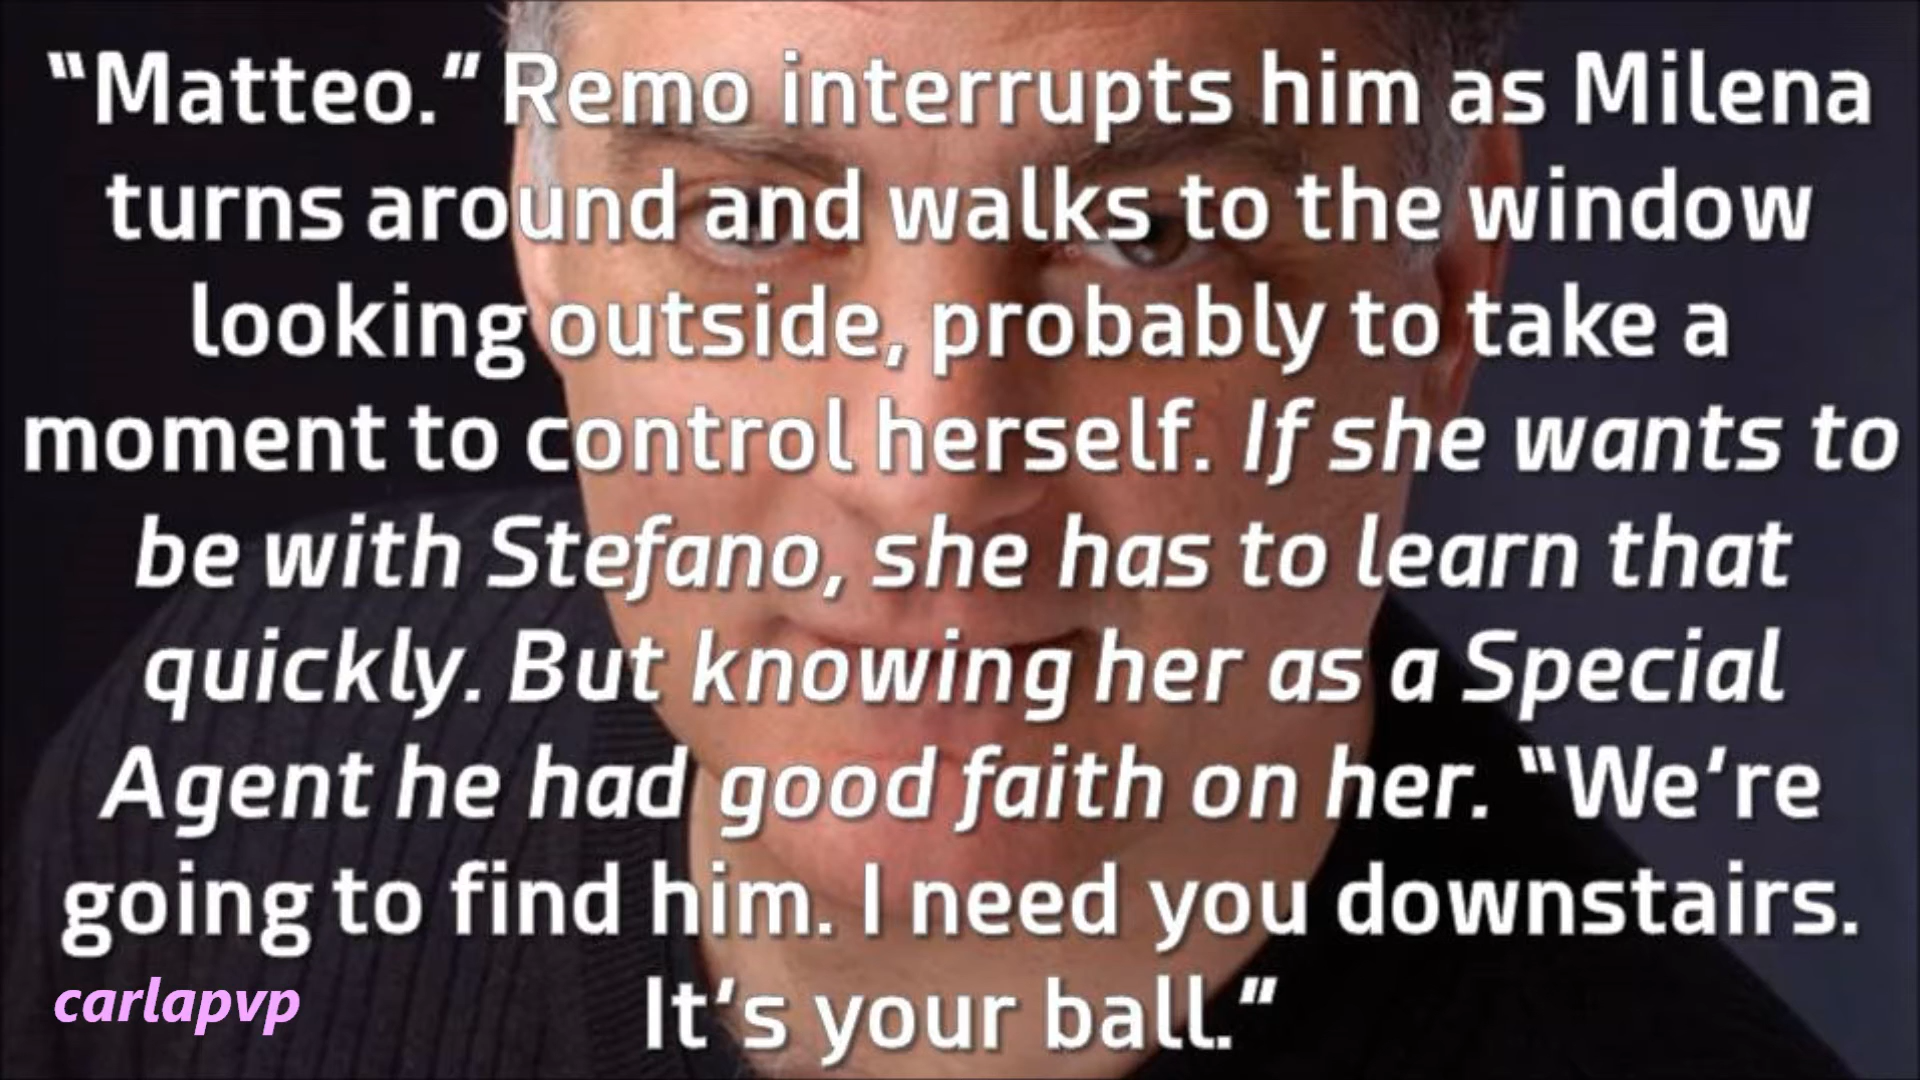 “Matteo.” Remo interrupts him as Milena
turns around and walks to the window
looking outside, probably to take a
moment to control herself. If she wants to
be with Stefano, she has to learn that
quickly. But knowing her as a Special
Agent he had good faith on her. “We’re
going to find him. I need you downstairs.
It’s your ball.”
carlapvp